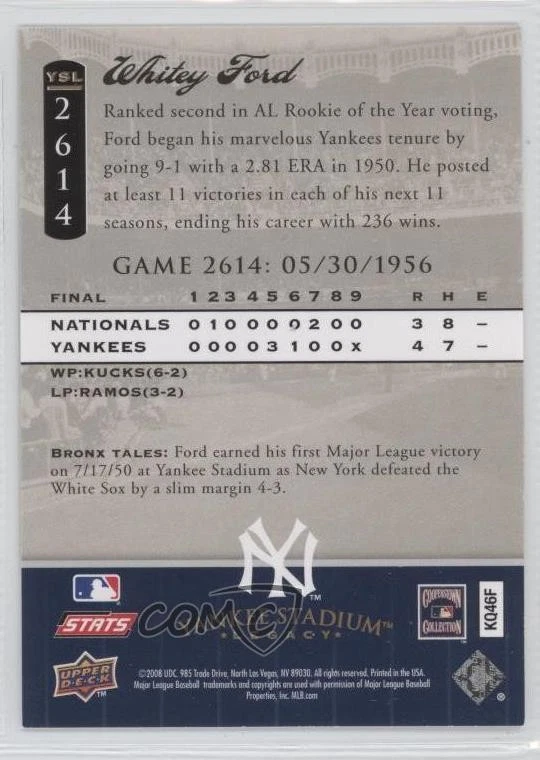 YSL
2614
Whitey Ford
Ranked second in AL Rookie of the Year voting,
Ford began his marvelous Yankees tenure by
going 9-1 with a 2.81 ERA in 1950. He posted
at least 11 victories in each of his next 11
seasons, ending his career with 236 wins.
GAME 2614: 05/30/1956
FINAL 1 2 3 4 5 6 7 8 9 R H E
NATIONALS 0 1 0 0 0 0 2 0 0 3 8 –
YANKEES 0 0 0 0 3 1 0 0 X 4 7 –
WP:KUCKS(6-2)
LP:RAMOS(3-2)
BRONX TALES: Ford earned his first Major League victory
on 7/17/50 at Yankee Stadium as New York defeated the
White Sox by a slim margin 4-3.
NY
TM
STATS
COMC
YANKEE STADIUM™
LEGACY
COOPERSTOWN
COLLECTION
KQ46F
UPPER
DECK
TM
©2008 UDC. 985 Trade Drive, North Las Vegas, NV 89030. All rights reserved. Printed in the USA.
Major League Baseball trademarks and copyrights are used with permission of Major League Baseball
Properties, Inc. MLB.com